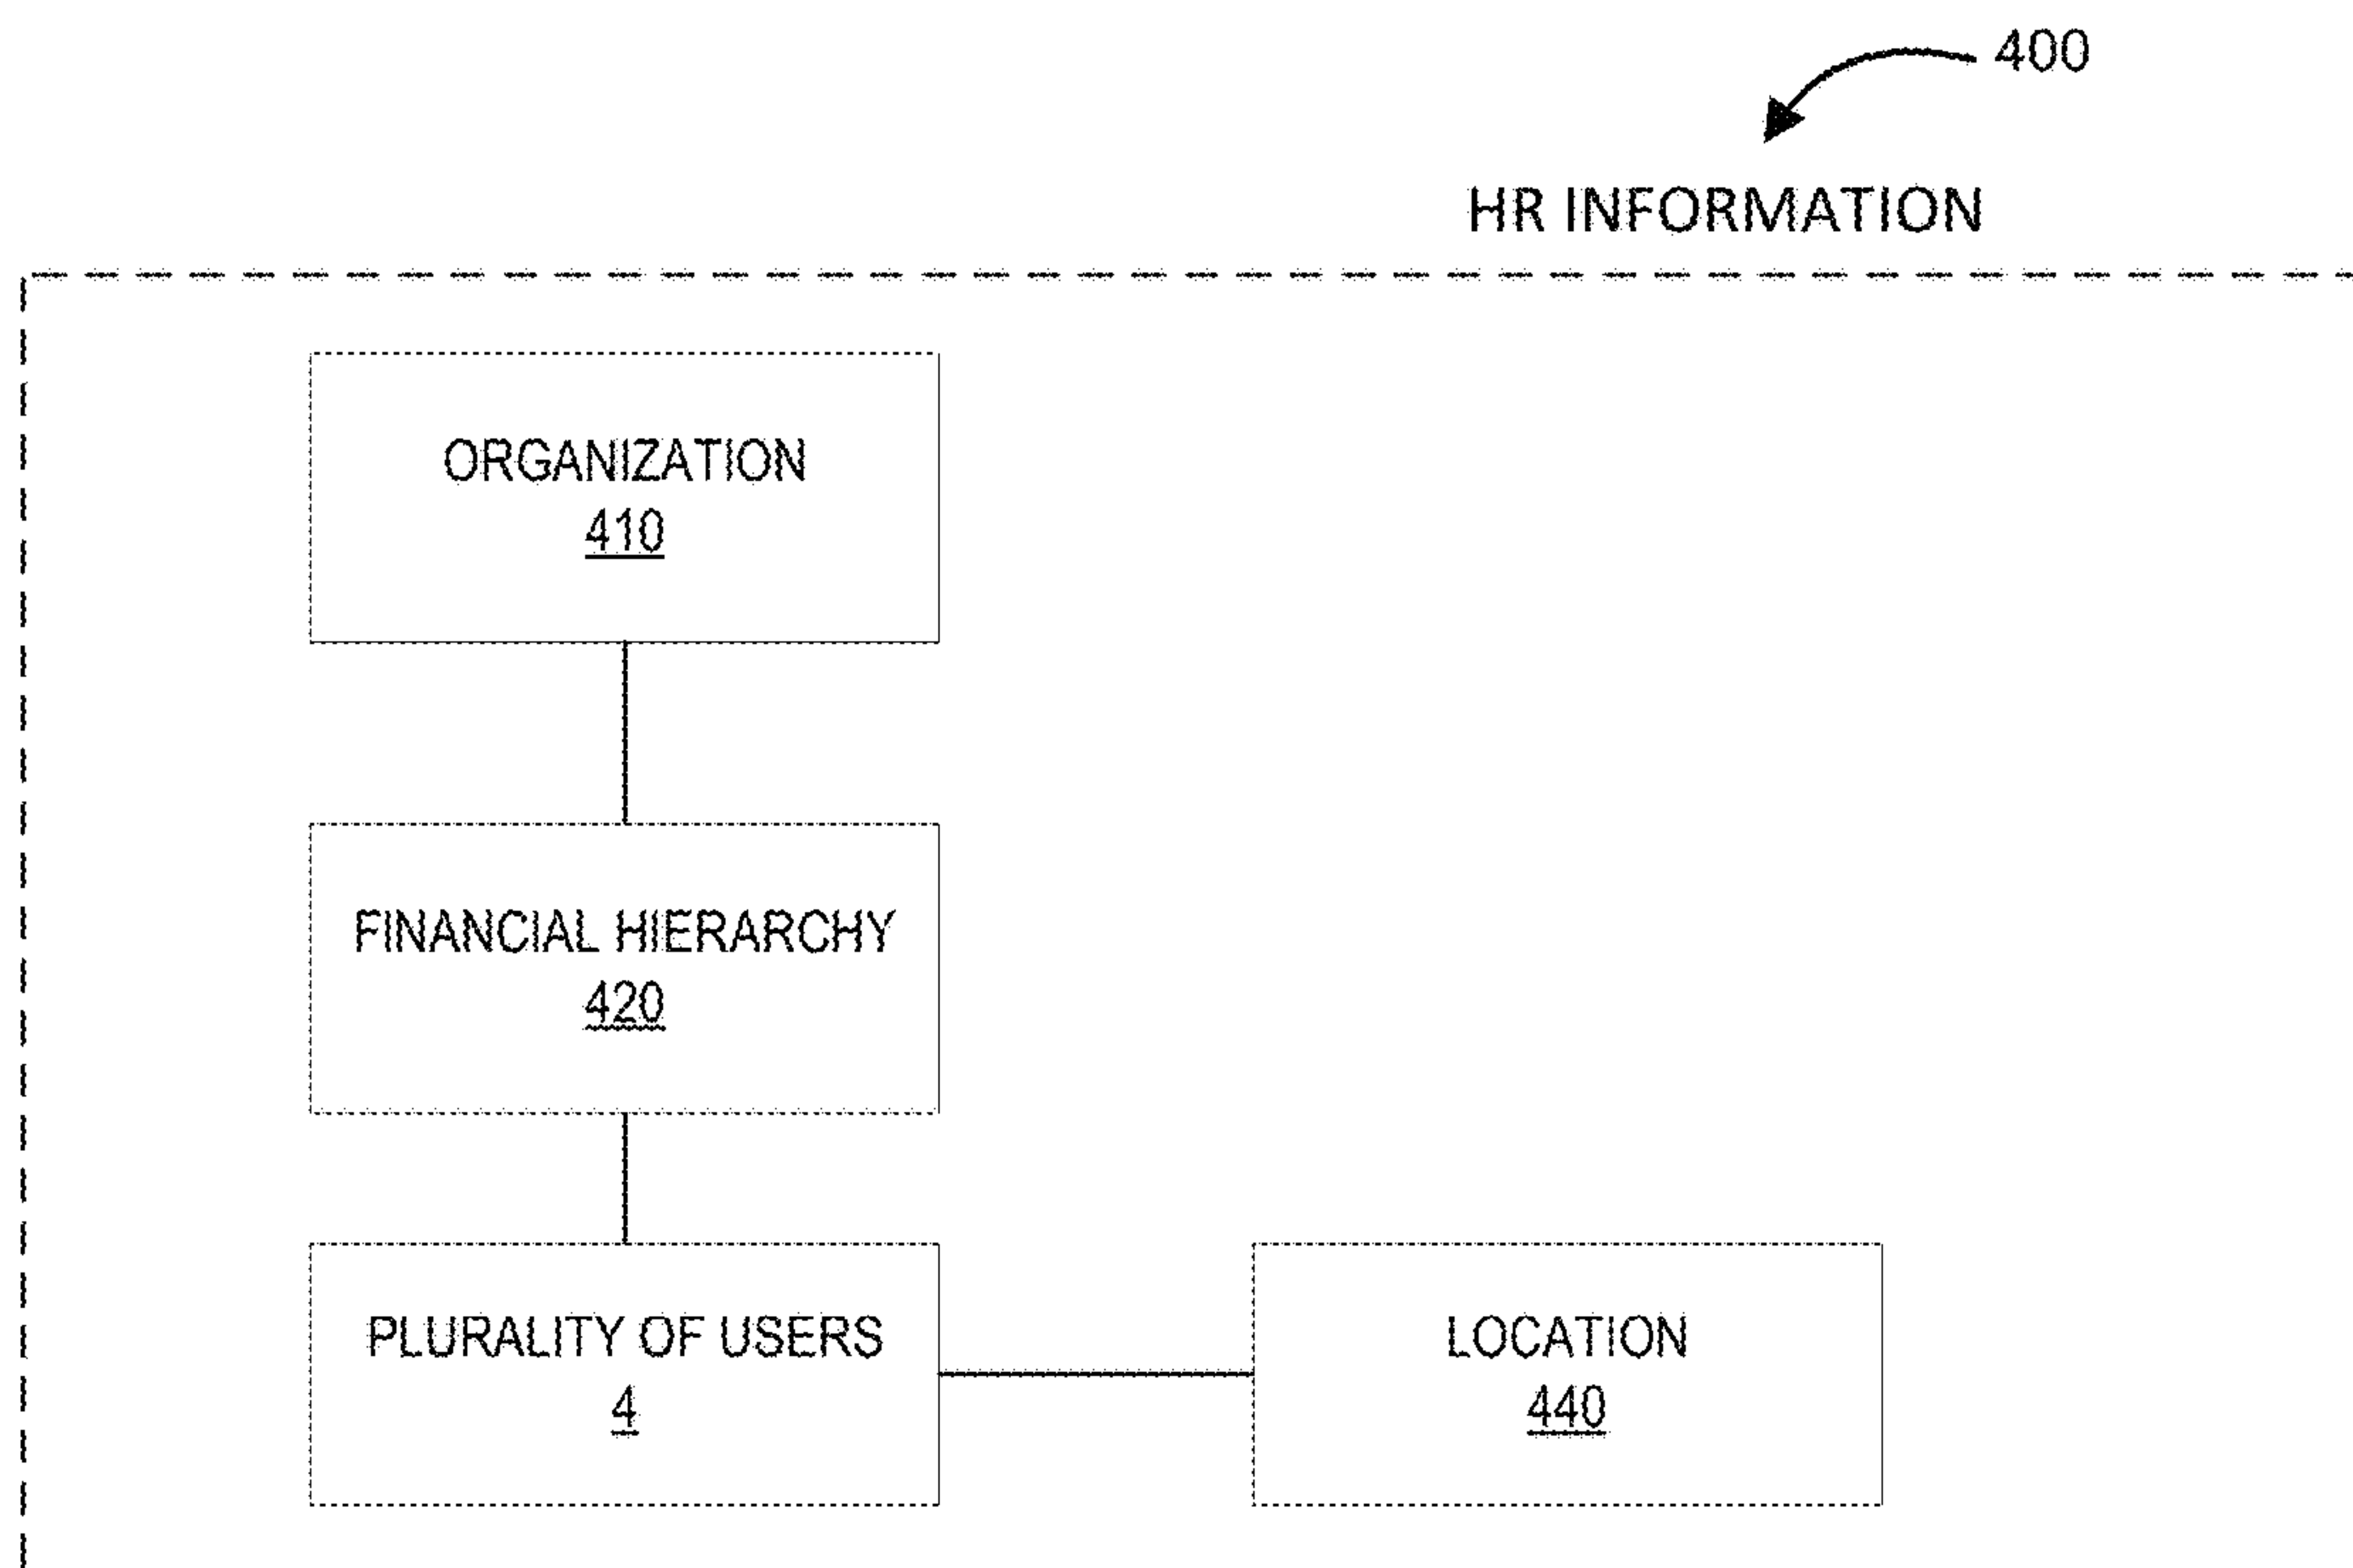 400
HR INFORMATION
ORGANIZATION
410
FINANCIAL HIERARCHY
420
PLURALITY OF USERS
4
LOCATION
440